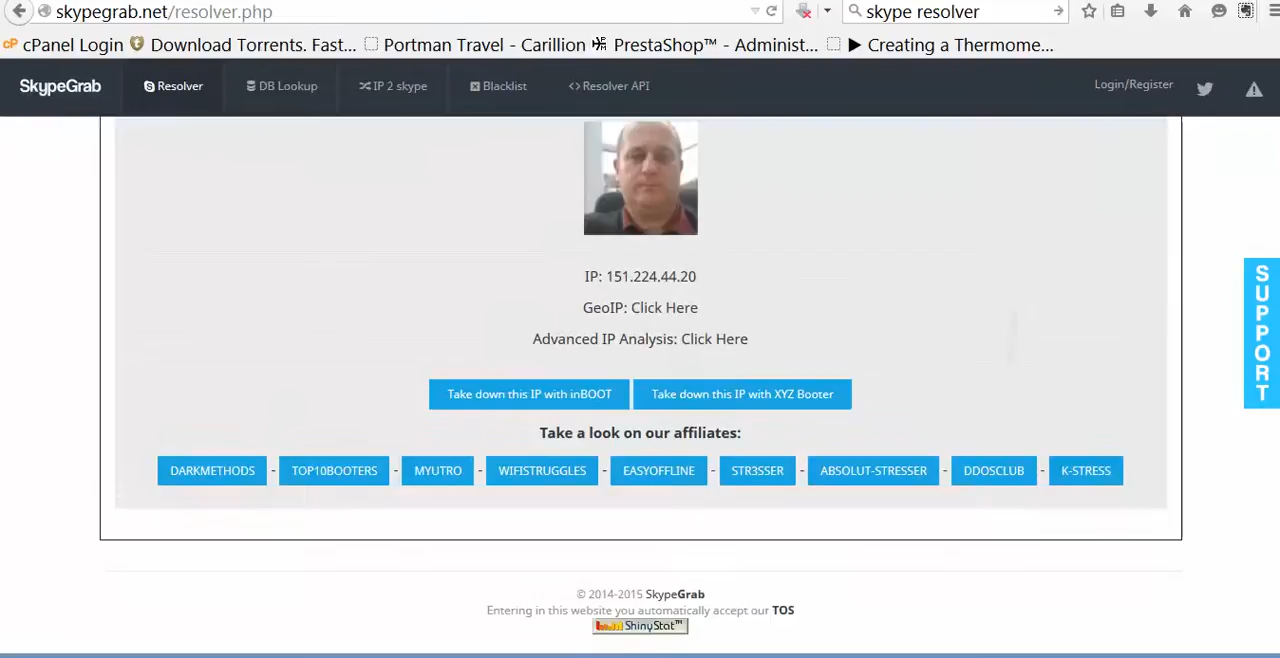 skypegrab.net/resolver.php
skype resolver
cP cPanel Login Download Torrents. Fast... Portman Travel - Carillion PrestaShop™ - Administ... Creating a Thermome...
SkypeGrab Resolver DB Lookup IP 2 skype Blacklist <> Resolver API Login/Register
IP: 151.224.44.20
GeoIP: Click Here
Advanced IP Analysis: Click Here
Take down this IP with inBOOT Take down this IP with XYZ Booter
Take a look on our affiliates:
DARKMETHODS - TOP10BOOTERS - MYUTRO - WIFISTRUGGLES - EASYOFFLINE - STR3SSER - ABSOLUT-STRESSER - DDOSCLUB - K-STRESS
SUPPORT
© 2014-2015 SkypeGrab
Entering in this website you automatically accept our TOS
ShinyStat™